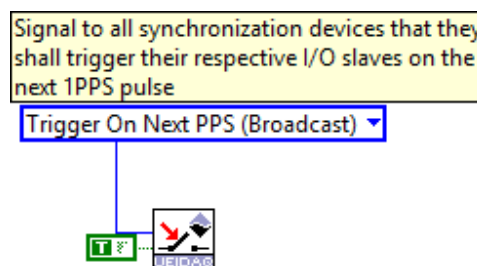 Signal to all synchronization devices that they
shall trigger their respective I/O slaves on the
next 1PPS pulse
Trigger On Next PPS (Broadcast)
T
UEIDAQ